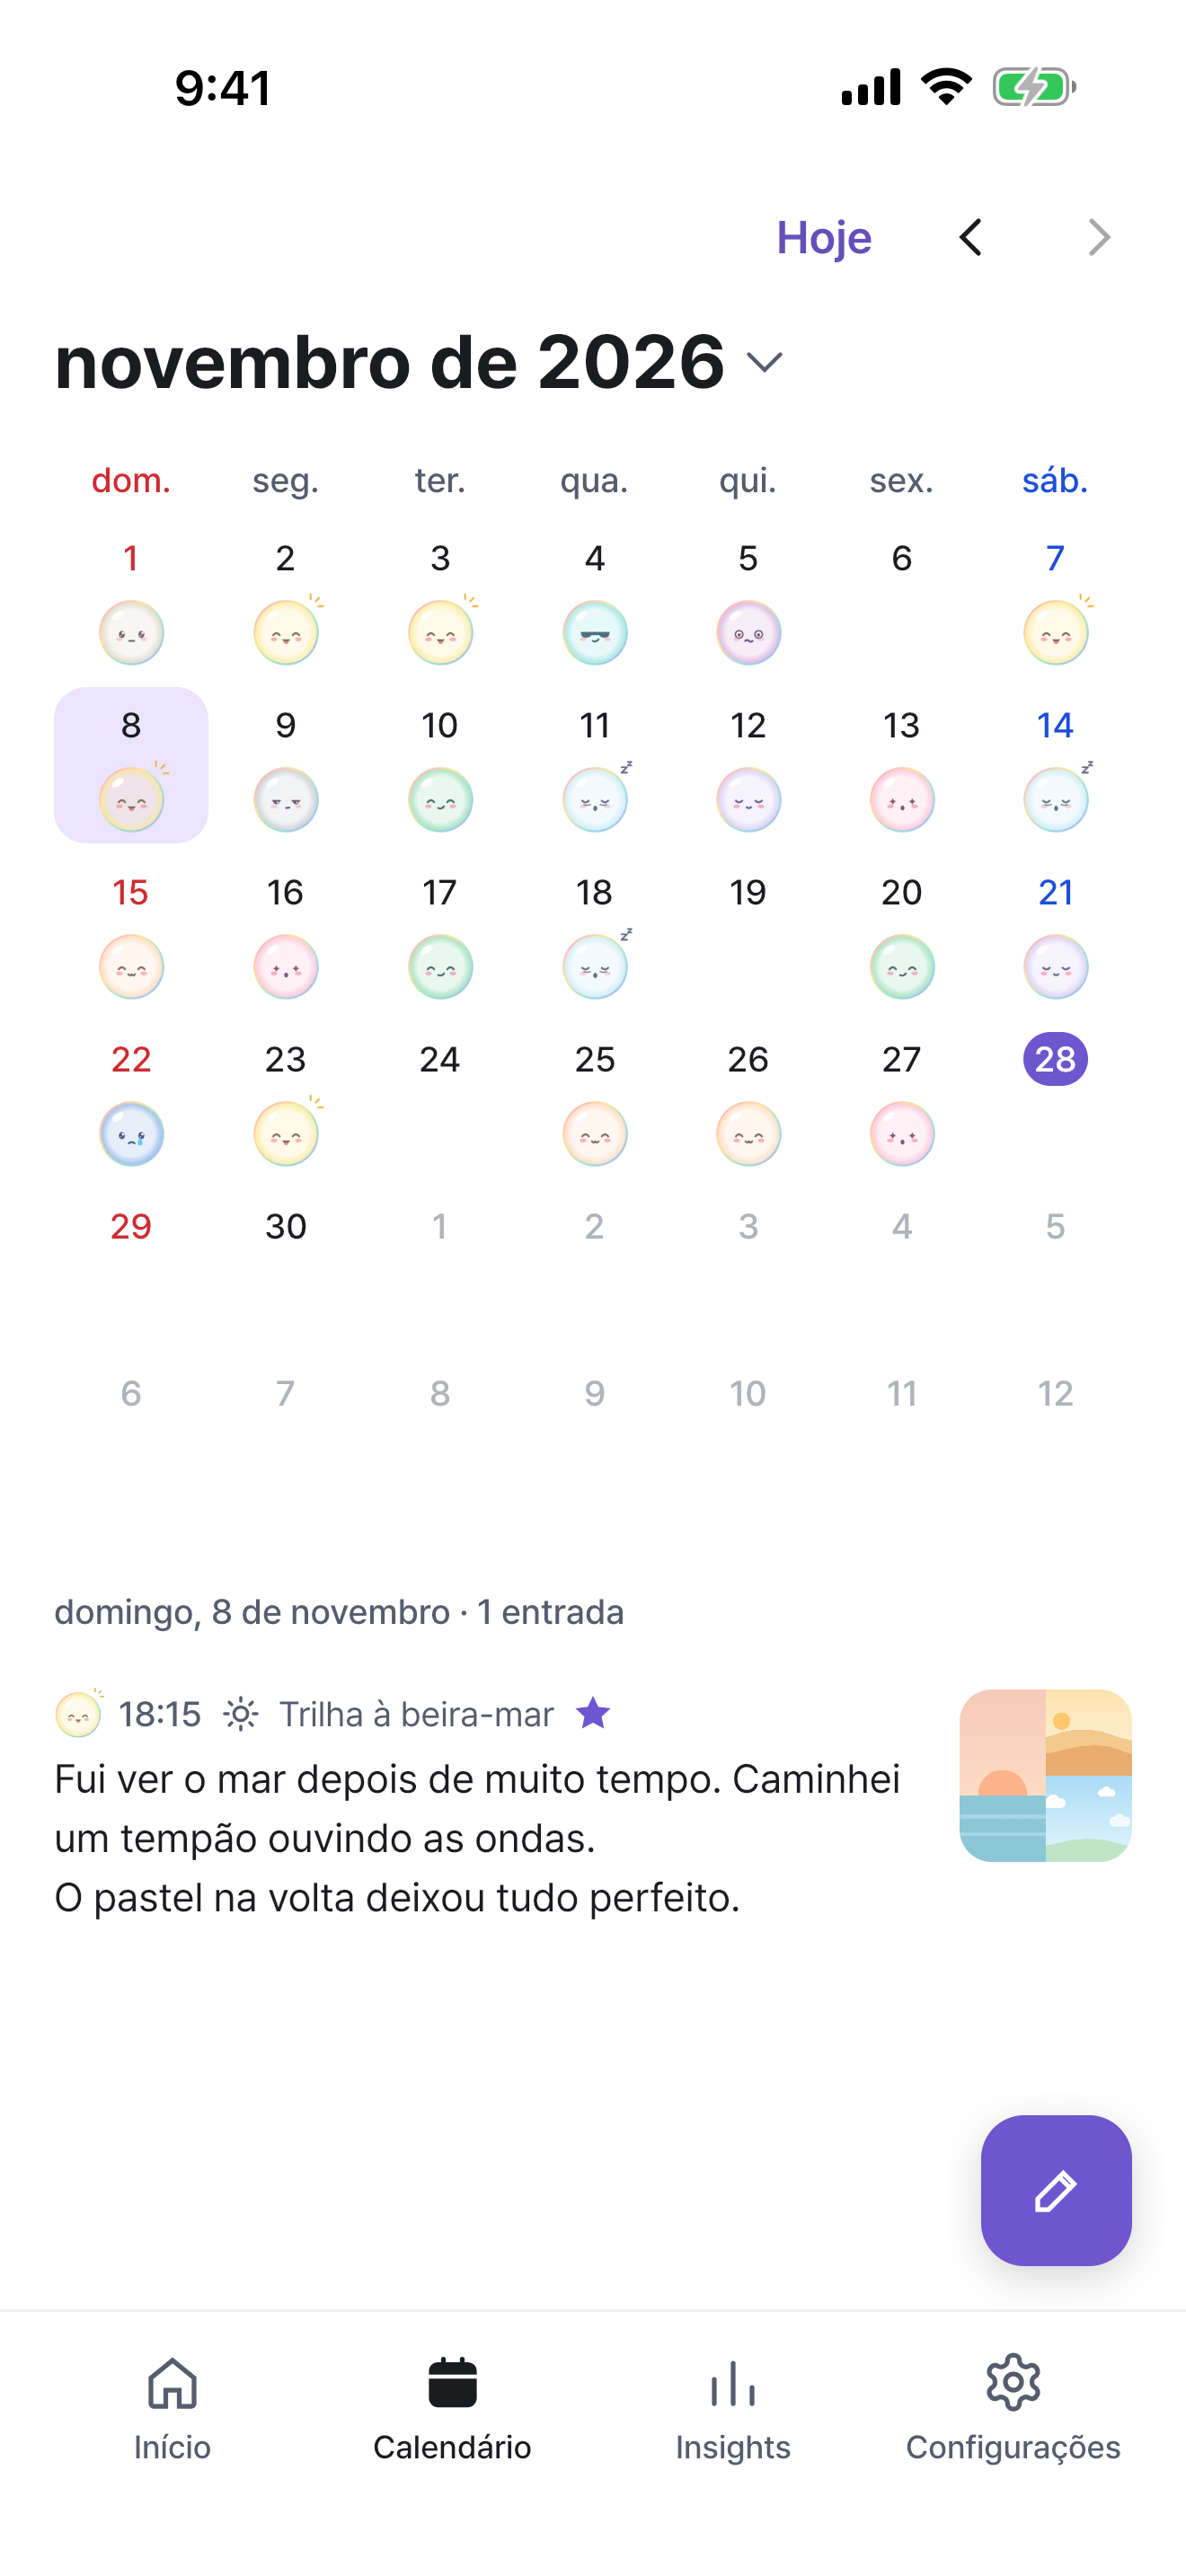 9:41
Hoje
novembro de 2026
dom. seg. ter. qua. qui. sex. sáb.
1 2 3 4 5 6 7
8 9 10 11 12 13 14
15 16 17 18 19 20 21
22 23 24 25 26 27 28
29 30 1 2 3 4 5
6 7 8 9 10 11 12
domingo, 8 de novembro · 1 entrada
18:15 Trilha à beira-mar
Fui ver o mar depois de muito tempo. Caminhei
um tempão ouvindo as ondas.
O pastel na volta deixou tudo perfeito.
Início Calendário Insights Configurações